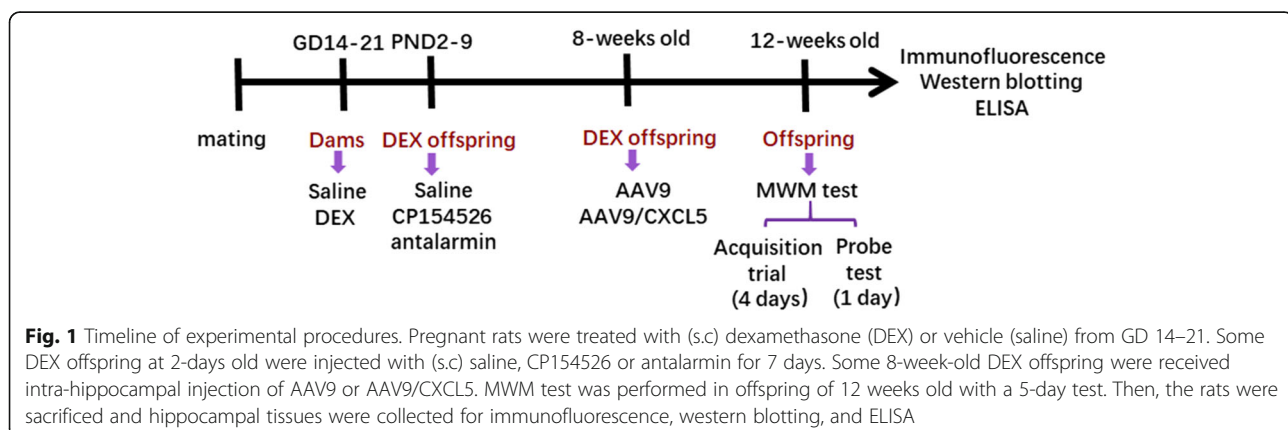 GD14-21 PND2-9 8-weeks old 12-weeks old
Immunofluorescence
Western blotting
ELISA
mating Dams DEX offspring DEX offspring Offspring
Saline Saline AAV9 MWM test
DEX CP154526 AAV9/CXCL5
antalarmin
Acquisition Probe
trial test
(4 days) (1 day)
Fig. 1 Timeline of experimental procedures. Pregnant rats were treated with (s.c) dexamethasone (DEX) or vehicle (saline) from GD 14–21. Some
DEX offspring at 2-days old were injected with (s.c) saline, CP154526 or antalarmin for 7 days. Some 8-week-old DEX offspring were received
intra-hippocampal injection of AAV9 or AAV9/CXCL5. MWM test was performed in offspring of 12 weeks old with a 5-day test. Then, the rats were
sacrificed and hippocampal tissues were collected for immunofluorescence, western blotting, and ELISA